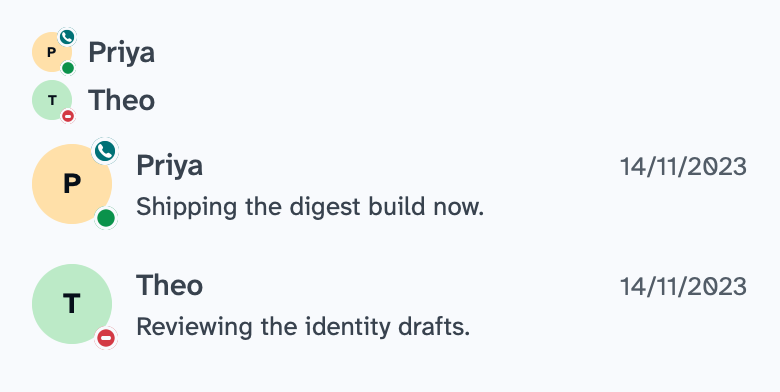 P Priya
T Theo
P Priya 14/11/2023
Shipping the digest build now.
T Theo 14/11/2023
Reviewing the identity drafts.